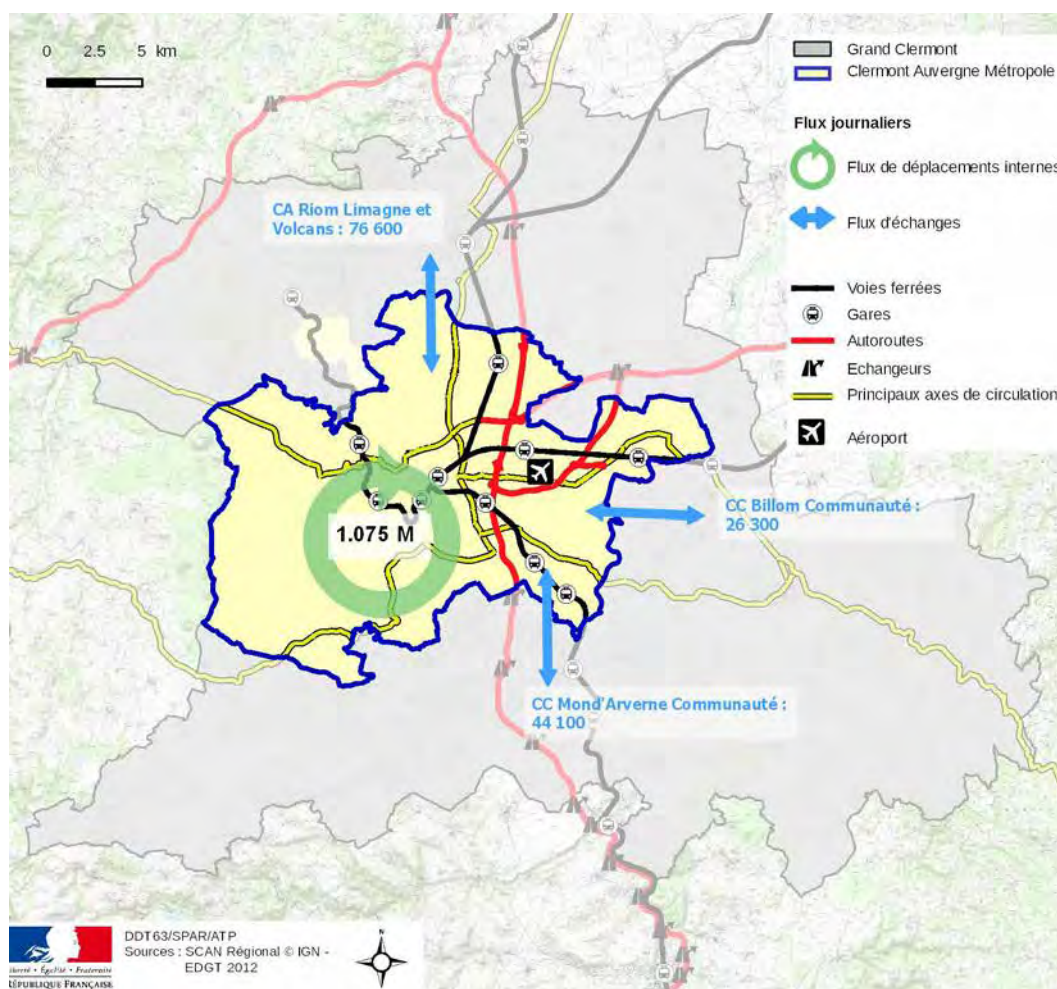 0 2.5 5 km
Grand Clermont
Clermont Auvergne Métropole
Flux journaliers
Flux de déplacements internes
Flux d'échanges
Voies ferrées
Gares
Autoroutes
Echangeurs
Principaux axes de circulation
Aéroport
CA Riom Limagne et
Volcans : 76 600
1.075 M
CC Billom Communauté :
26 300
CC Mond'Arverne Communauté :
44 100
DDT63/SPAR/ATP
Sources : SCAN Régional © IGN -
EDGT 2012
N
Liberté • Égalité • Fraternité
RÉPUBLIQUE FRANÇAISE